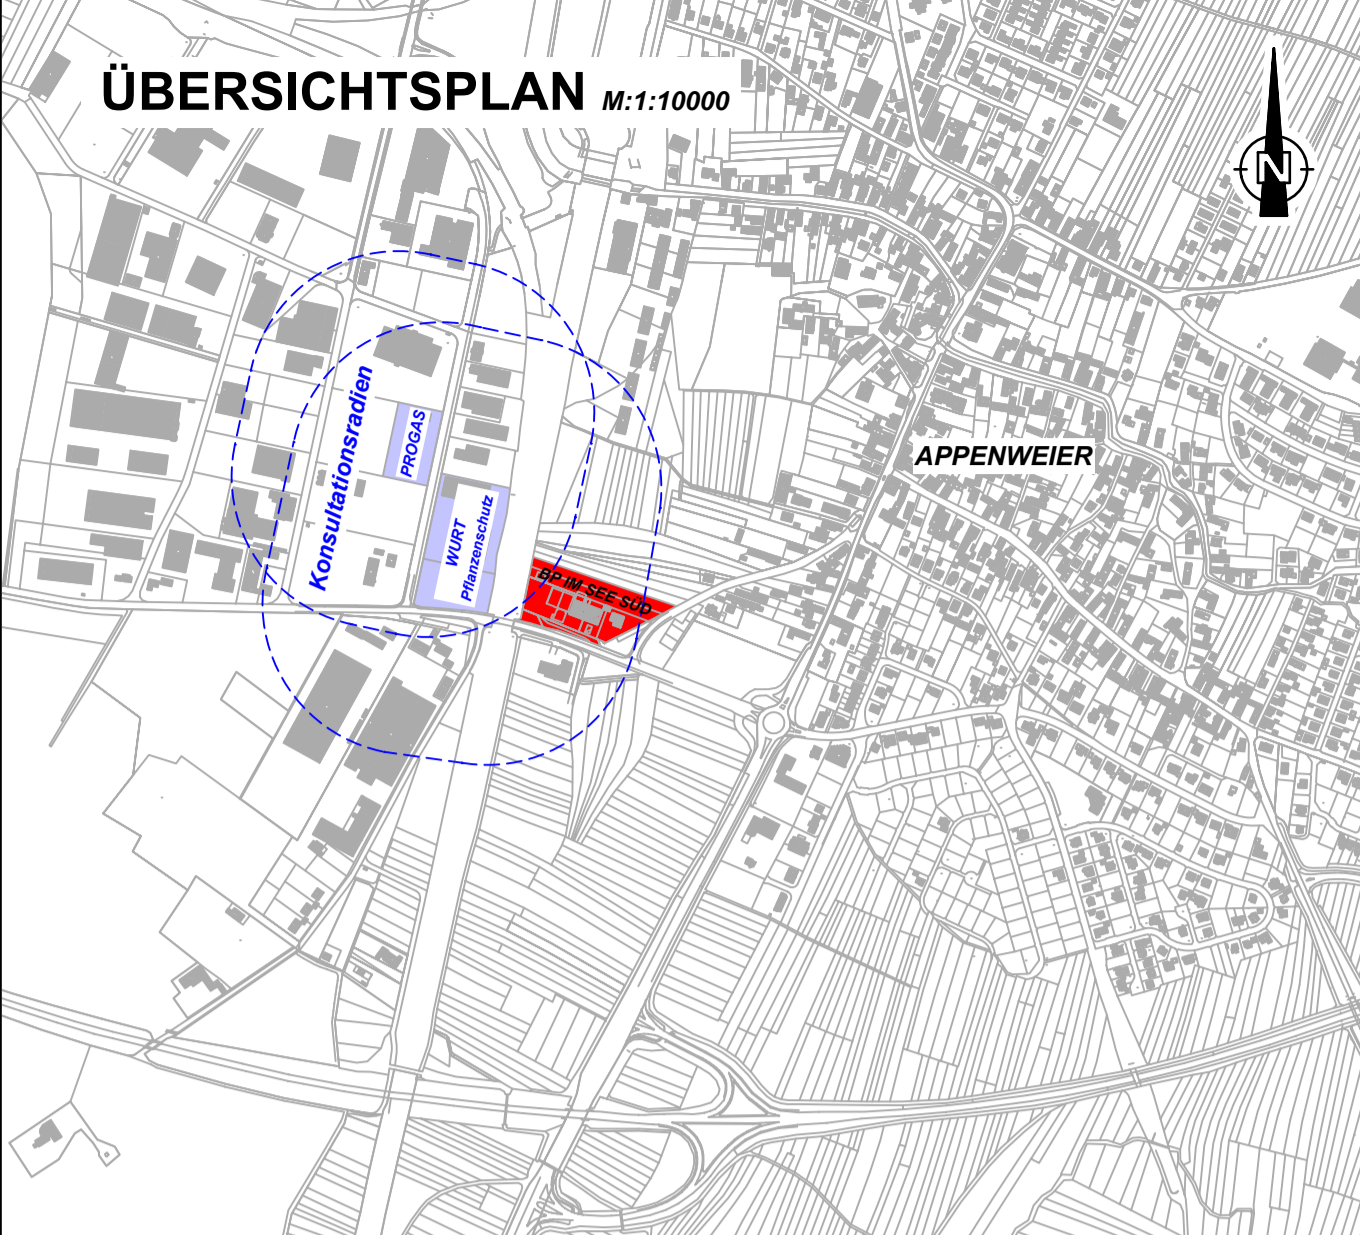 ÜBERSICHTSPLAN M:1:10000
N
Konsultationsradien
PROGAS
WURT
Pflanzenschutz
APPENWEIER
BP IM SEE SÜD